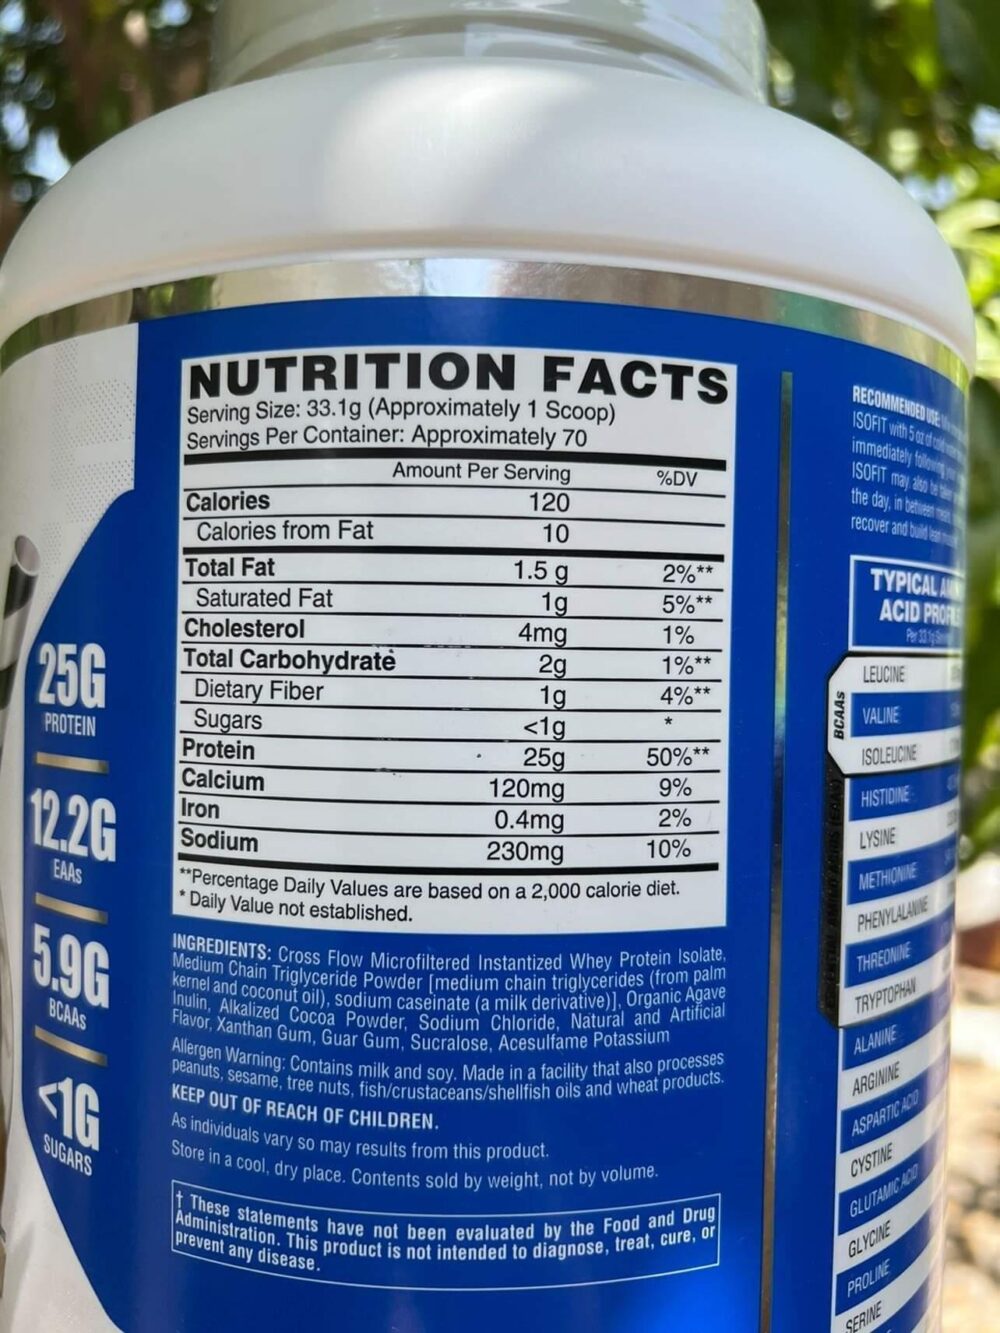 NUTRITION FACTS
Serving Size: 33.1g (Approximately 1 Scoop)
Servings Per Container: Approximately 70
Amount Per Serving %DV
Calories 120
Calories from Fat 10
Total Fat 1.5 g 2%**
Saturated Fat 1g 5%**
Cholesterol 4mg 1%
Total Carbohydrate 2g 1%**
Dietary Fiber 1g 4%**
Sugars <1g *
Protein 25g 50%**
Calcium 120mg 9%
Iron 0.4mg 2%
Sodium 230mg 10%
**Percentage Daily Values are based on a 2,000 calorie diet.
* Daily Value not established.
INGREDIENTS: Cross Flow Microfiltered Instantized Whey Protein Isolate,
Medium Chain Triglyceride Powder [medium chain triglycerides (from palm
kernel and coconut oil), sodium caseinate (a milk derivative)], Organic Agave
Inulin, Alkalized Cocoa Powder, Sodium Chloride, Natural and Artificial
Flavor, Xanthan Gum, Guar Gum, Sucralose, Acesulfame Potassium
Allergen Warning: Contains milk and soy. Made in a facility that also processes
peanuts, sesame, tree nuts, fish/crustaceans/shellfish oils and wheat products.
KEEP OUT OF REACH OF CHILDREN.
As individuals vary so may results from this product.
Store in a cool, dry place. Contents sold by weight, not by volume.
† These statements have not been evaluated by the Food and Drug
Administration. This product is not intended to diagnose, treat, cure, or
prevent any disease.
25G
PROTEIN
12.2G
EAAs
5.9G
BCAAs
<1G
SUGARS
RECOMMENDED USE:
ISOFIT with 5 oz of
immediately following
ISOFIT may also be
the day, in between
recover and build
TYPICAL
ACID
Per 33.1g
BCAAs
LEUCINE
VALINE
ISOLEUCINE
HISTIDINE
LYSINE
METHIONINE
PHENYLALANINE
THREONINE
TRYPTOPHAN
ALANINE
ARGININE
ASPARTIC ACID
CYSTINE
GLUTAMIC ACID
GLYCINE
PROLINE
SERINE